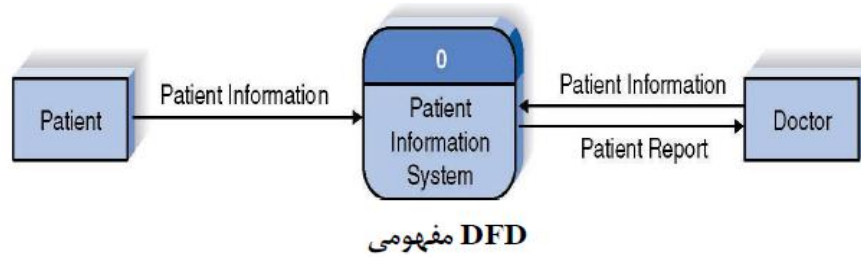 0
Patient Information
Patient
Patient
Information
System
Patient Information
Doctor
Patient Report
DFD مفهومی